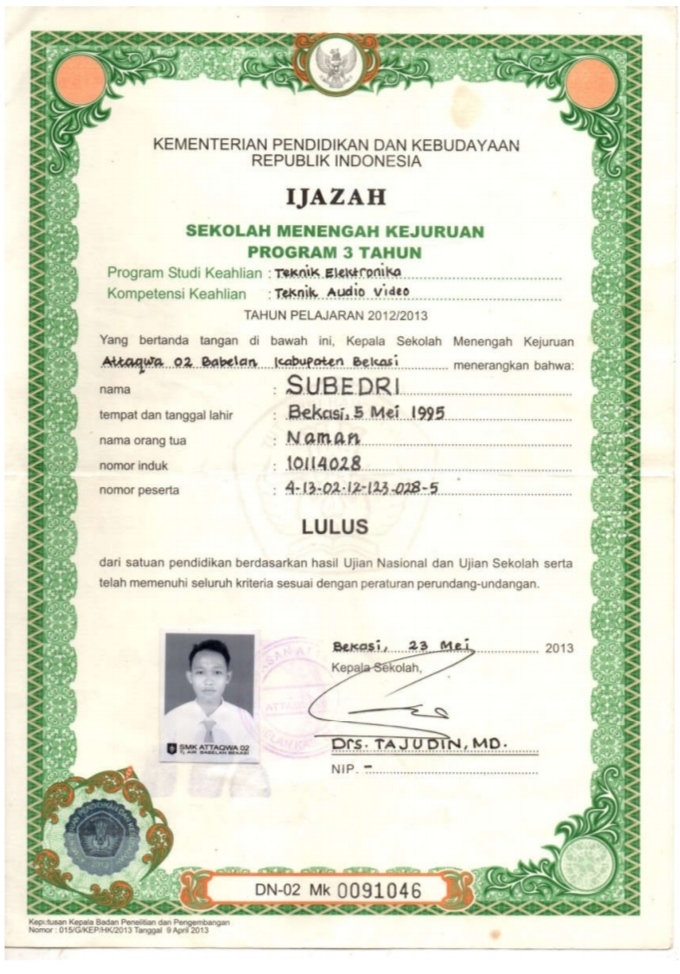 KEMENTERIAN PENDIDIKAN DAN KEBUDAYAAN
REPUBLIK INDONESIA
IJAZAH
SEKOLAH MENENGAH KEJURUAN
PROGRAM 3 TAHUN
Program Studi Keahlian : Teknik Elektronika
Kompetensi Keahlian : Teknik Audio Video
TAHUN PELAJARAN 2012/2013
Yang bertanda tangan di bawah ini, Kepala Sekolah Menengah Kejuruan
Attaqwa 02 Babelan Kabupaten Bekasi menerangkan bahwa:
nama : SUBEDRI
tempat dan tanggal lahir : Bekasi, 5 Mei 1995
nama orang tua : Naman
nomor induk : 10114028
nomor peserta : 4-13-02-12-123-028-5
LULUS
dari satuan pendidikan berdasarkan hasil Ujian Nasional dan Ujian Sekolah serta
telah memenuhi seluruh kriteria sesuai dengan peraturan perundang-undangan.
Bekasi, 23 Mei 2013
Kepala Sekolah,
SMK ATTAQWA 02
BABELAN BEKASI
Drs. TAJUDIN, MD.
NIP. -
DN-02 Mk 0091046
Keputusan Kepala Badan Penelitian dan Pengembangan
Nomor : 015/G/KEP/HK/2013 Tanggal 9 April 2013